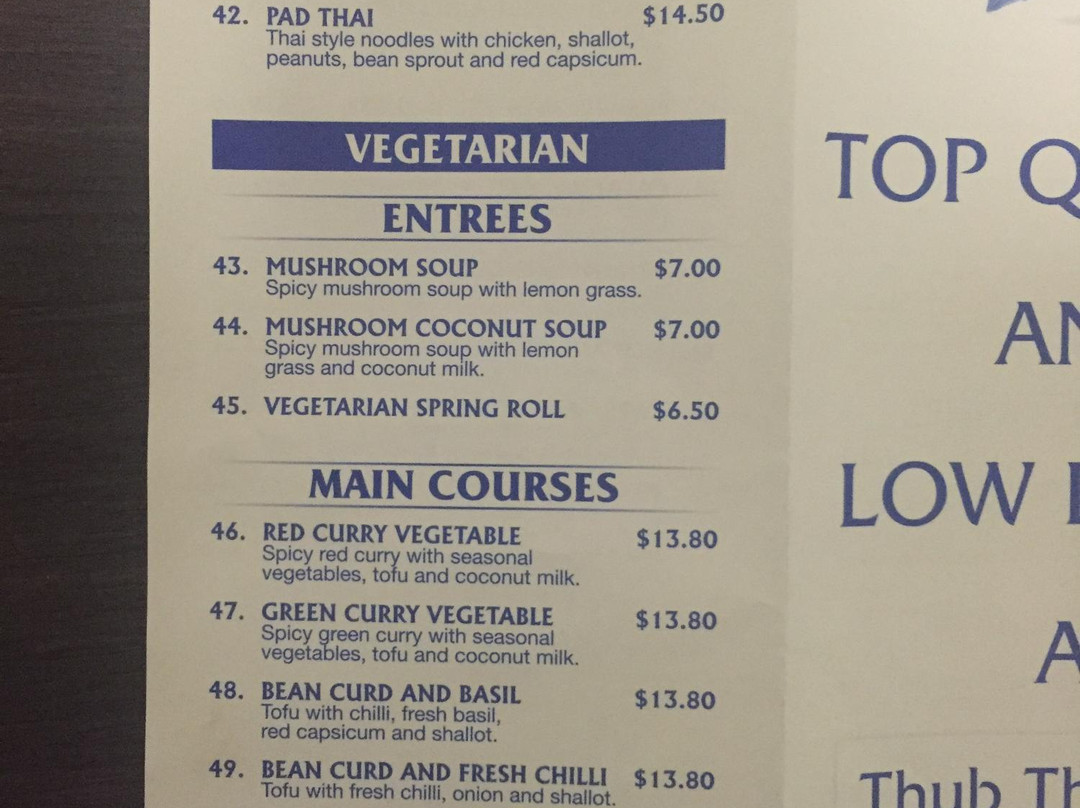 42. PAD THAI $14.50
Thai style noodles with chicken, shallot,
peanuts, bean sprout and red capsicum.
VEGETARIAN
ENTREES
43. MUSHROOM SOUP $7.00
Spicy mushroom soup with lemon grass.
44. MUSHROOM COCONUT SOUP $7.00
Spicy mushroom soup with lemon
grass and coconut milk.
45. VEGETARIAN SPRING ROLL $6.50
MAIN COURSES
46. RED CURRY VEGETABLE $13.80
Spicy red curry with seasonal
vegetables, tofu and coconut milk.
47. GREEN CURRY VEGETABLE $13.80
Spicy green curry with seasonal
vegetables, tofu and coconut milk.
48. BEAN CURD AND BASIL $13.80
Tofu with chilli, fresh basil,
red capsicum and shallot.
49. BEAN CURD AND FRESH CHILLI $13.80
Tofu with fresh chilli, onion and shallot.
TOP
LOW
Thub